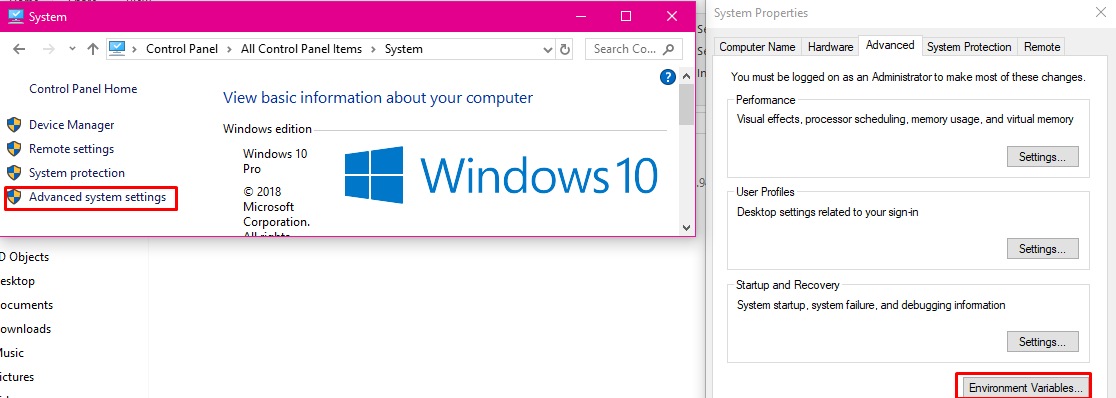 System
Control Panel > All Control Panel Items > System
Search Co...
Control Panel Home
Device Manager
Remote settings
System protection
Advanced system settings
?
View basic information about your computer
Windows edition
Windows 10
Pro
© 2018
Microsoft
Corporation.
Windows 10
D Objects
esktop
ocuments
ownloads
usic
ictures
System Properties
Computer Name
Hardware
Advanced
System Protection
Remote
You must be logged on as an Administrator to make most of these changes.
Performance
Visual effects, processor scheduling, memory usage, and virtual memory
Settings...
User Profiles
Desktop settings related to your sign-in
Settings...
Startup and Recovery
System startup, system failure, and debugging information
Settings...
Environment Variables...